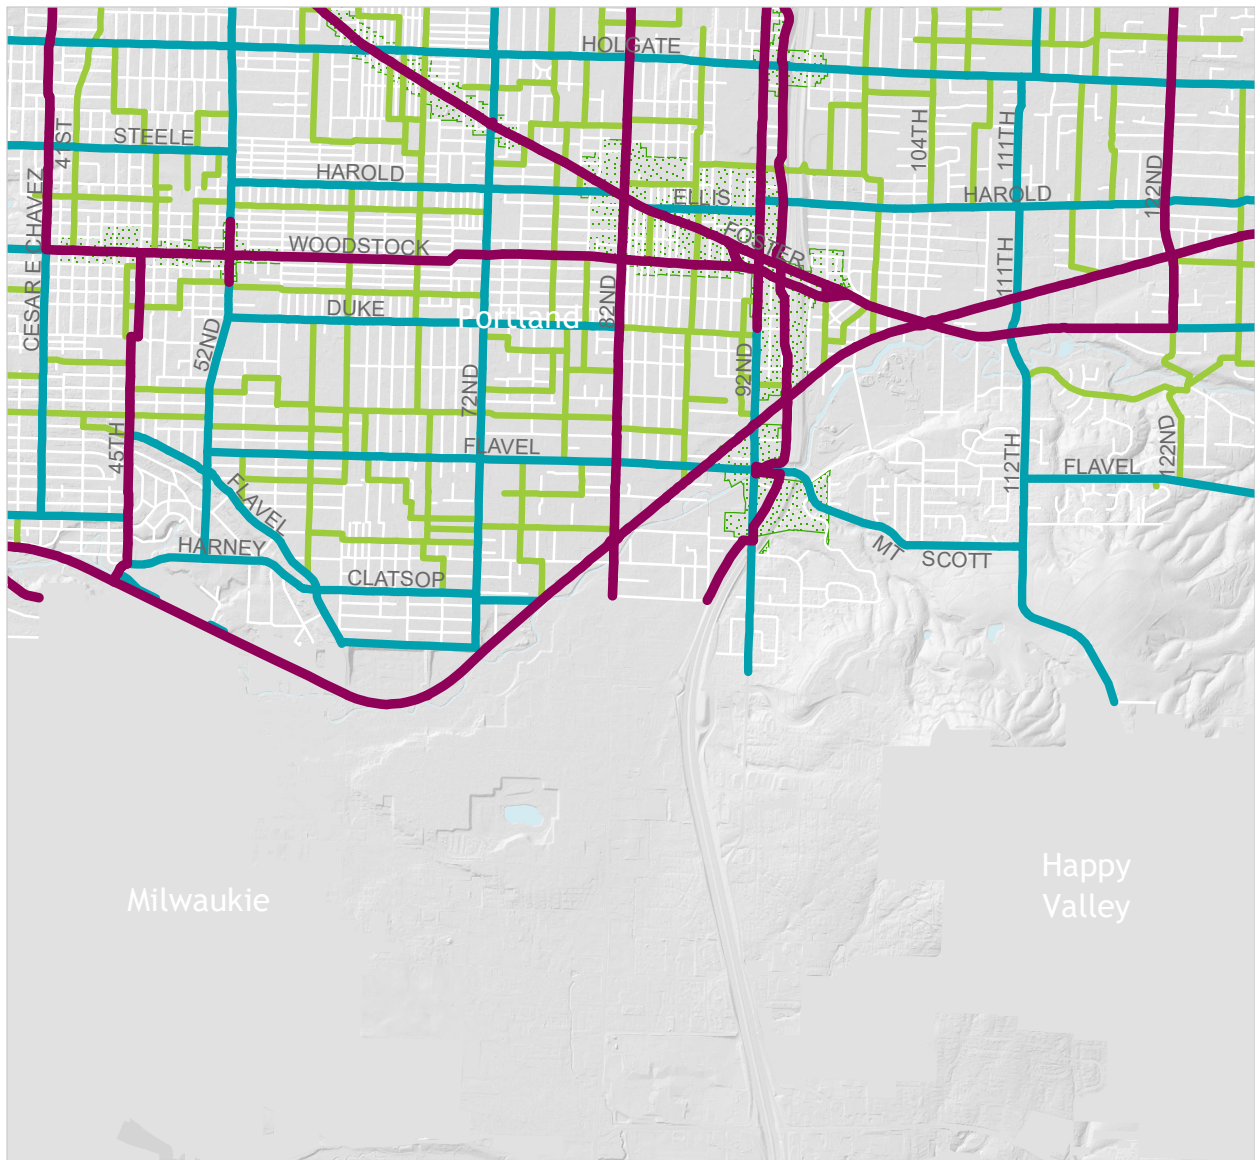 HOLGATE
41ST
STEELE
104TH
111TH
HAROLD
122ND
CESAR E CHAVEZ
ELLIS
HAROLD
WOODSTOCK
FOSTER
111TH
82ND
DUKE
Portland
52ND
92ND
72ND
45TH
FLAVEL
112TH
FLAVEL
122ND
FLAVEL
HARNEY
MT SCOTT
CLATSOP
Milwaukie
Happy
Valley